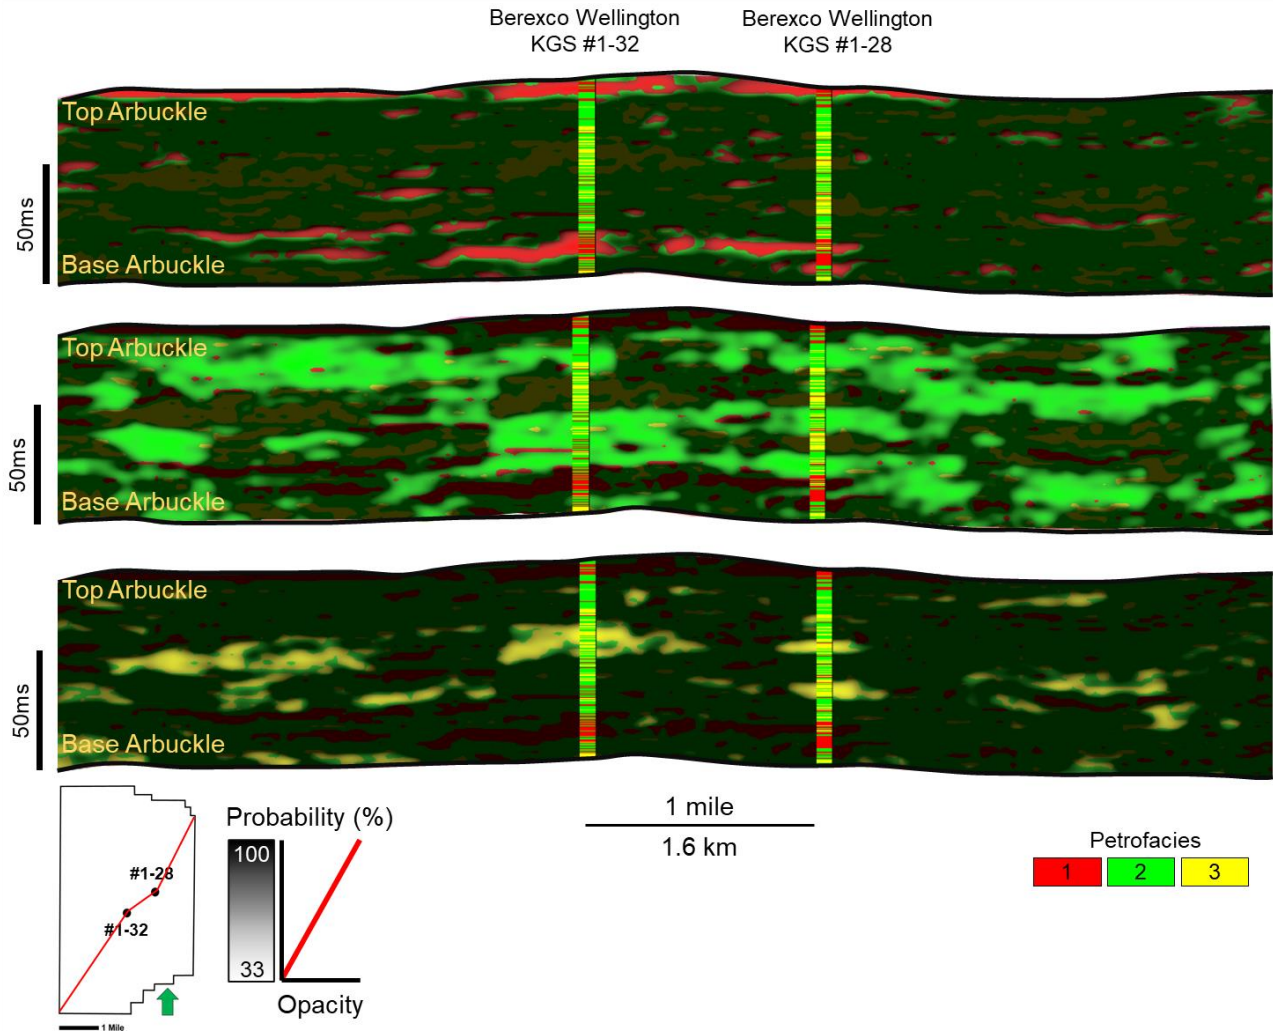 Berexco Wellington
KGS #1-32
Berexco Wellington
KGS #1-28
Top Arbuckle
50ms
Base Arbuckle
Top Arbuckle
50ms
Base Arbuckle
Top Arbuckle
50ms
Base Arbuckle
#1-28
#1-32
1 Mile
Probability (%)
100
33
Opacity
1 mile
1.6 km
Petrofacies
1 2 3